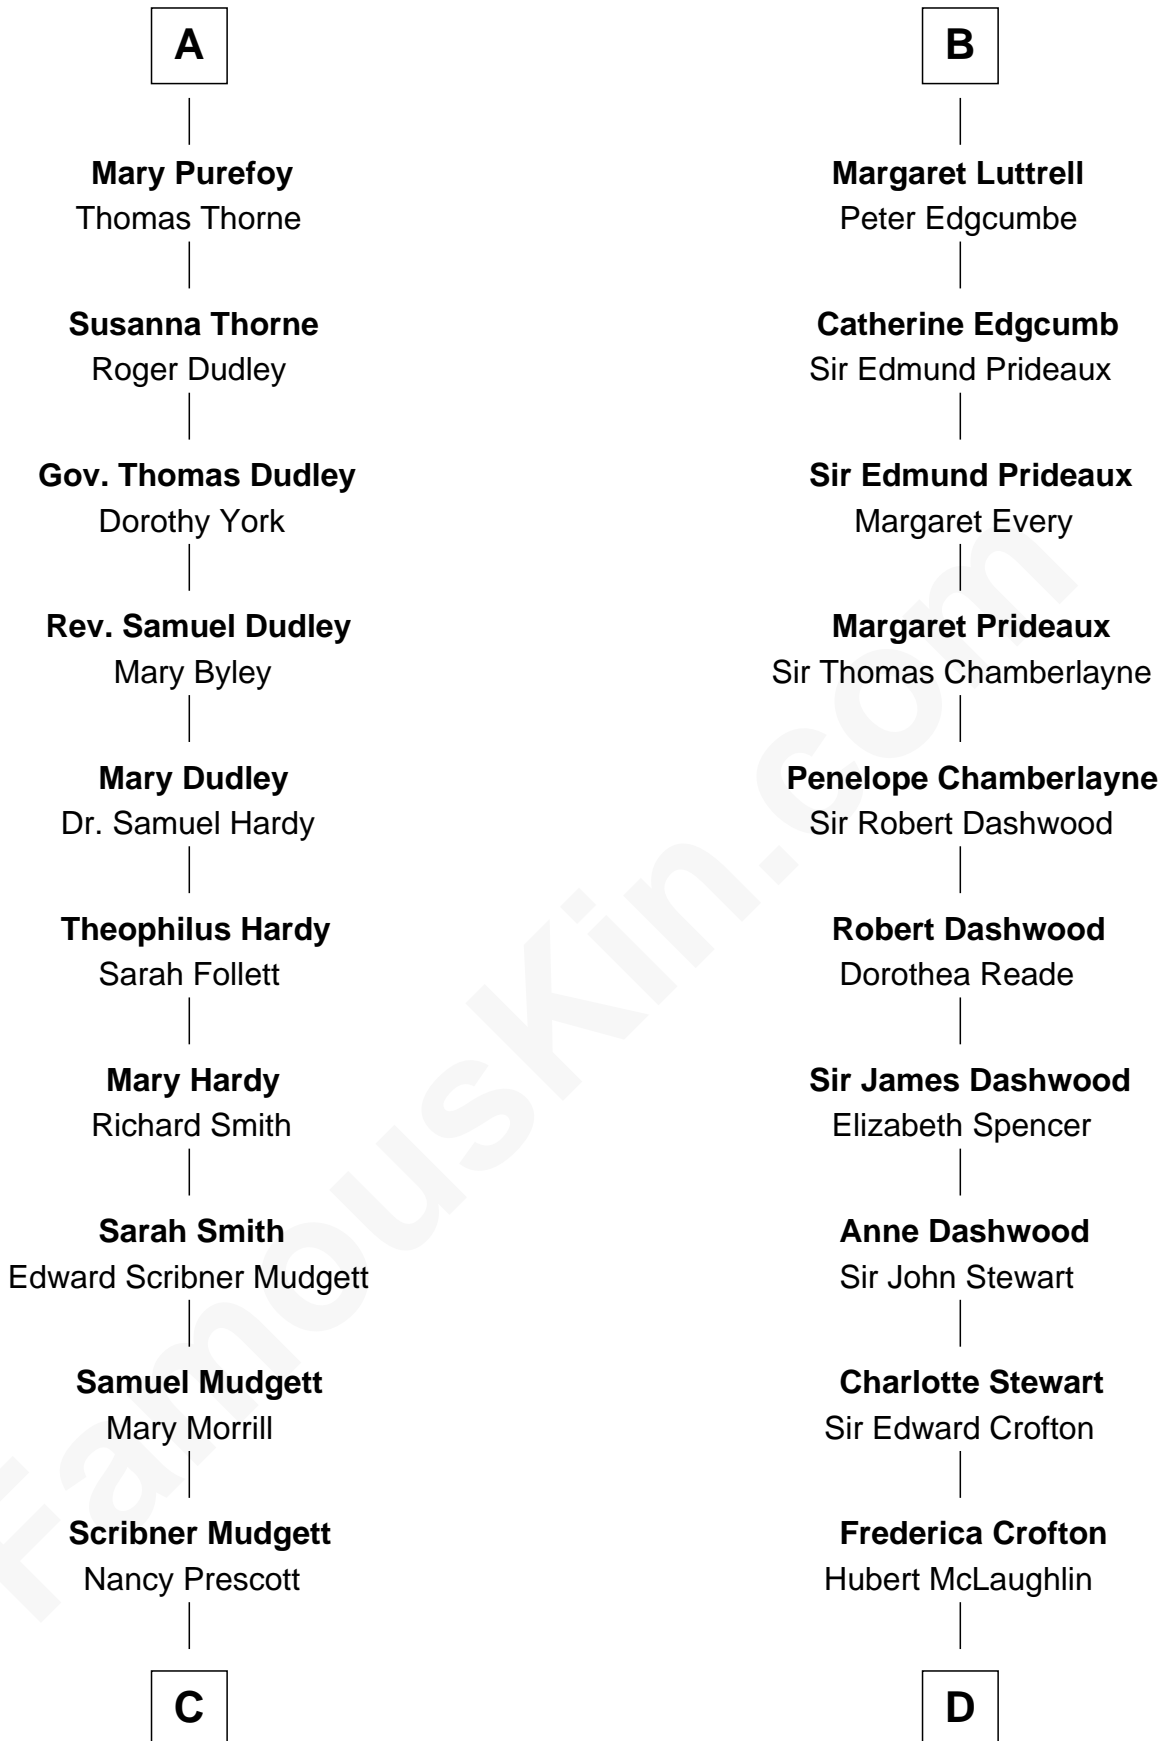 A
Mary Purefoy
Thomas Thorne
Susanna Thorne
Roger Dudley
Gov. Thomas Dudley
Dorothy York
Rev. Samuel Dudley
Mary Byley
Mary Dudley
Dr. Samuel Hardy
Theophilus Hardy
Sarah Follett
Mary Hardy
Richard Smith
Sarah Smith
Edward Scribner Mudgett
Samuel Mudgett
Mary Morrill
Scribner Mudgett
Nancy Prescott
C
B
Margaret Luttrell
Peter Edgcumbe
Catherine Edgcumb
Sir Edmund Prideaux
Sir Edmund Prideaux
Margaret Every
Margaret Prideaux
Sir Thomas Chamberlayne
Penelope Chamberlayne
Sir Robert Dashwood
Robert Dashwood
Dorothea Reade
Sir James Dashwood
Elizabeth Spencer
Anne Dashwood
Sir John Stewart
Charlotte Stewart
Sir Edward Crofton
Frederica Crofton
Hubert McLaughlin
D
FamousKin.com